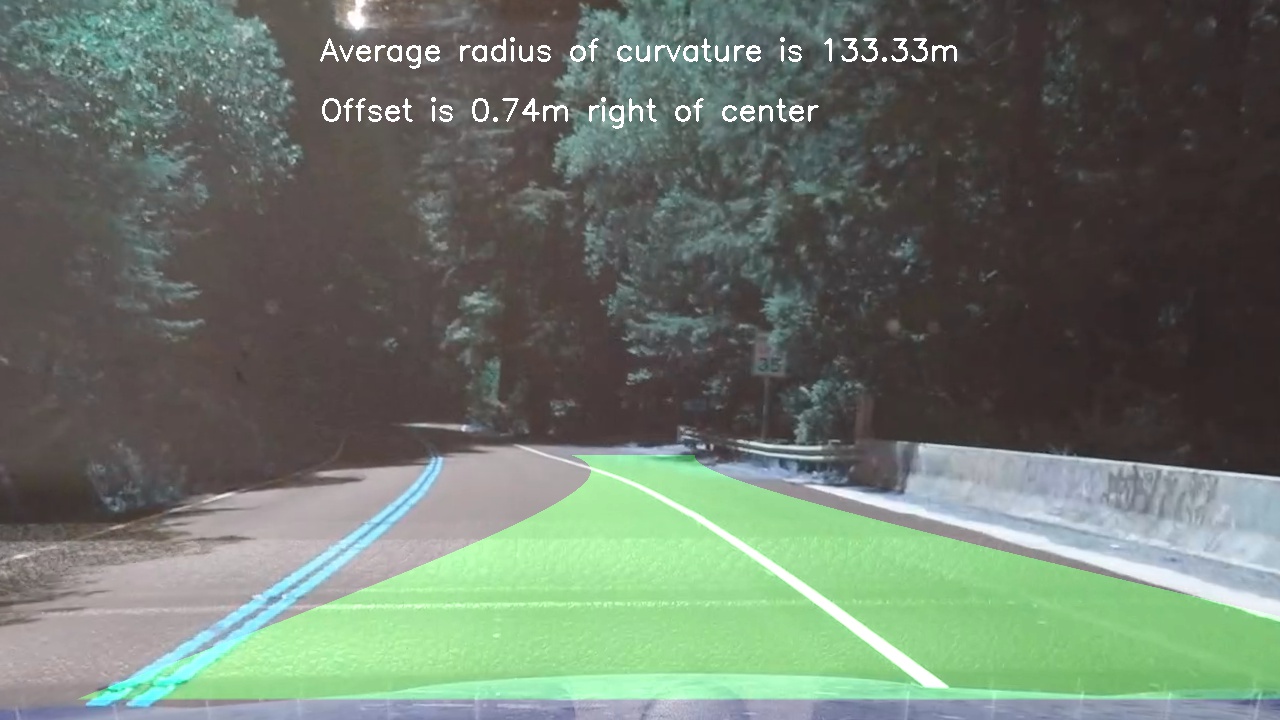 Average radius of curvature is 133.33m
Offset is 0.74m right of center
35